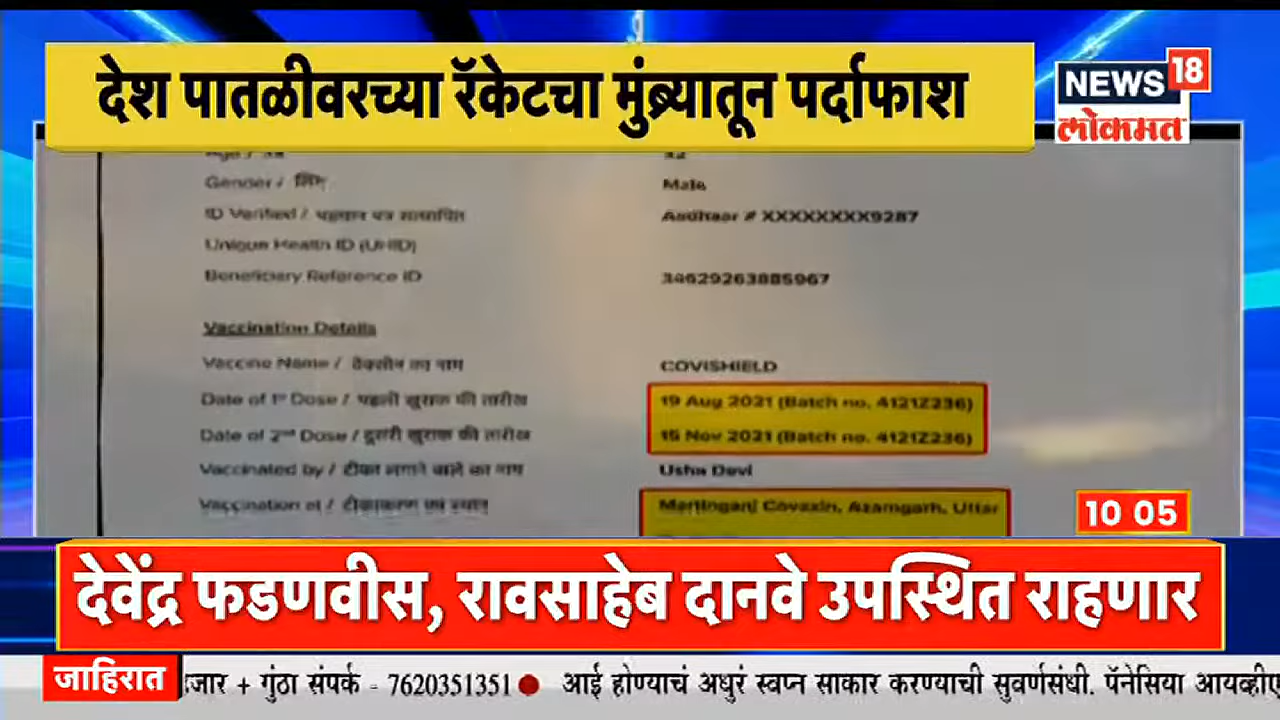 देश पातळीवरच्या रॅकेटचा मुंब्र्यातून पर्दाफाश
NEWS 18
लोकमत
Gender / लिंग
Male
ID Verified / पहचान पत्र सत्यापित
Aadhaar # XXXXXXXX9287
Unique Health ID (UHID)
Beneficiary Reference ID
34629263885967
Vaccination Details
Vaccine Name / वैक्सीन का नाम
COVISHIELD
Date of 1st Dose / पहली खुराक की तारीख
19 Aug 2021 (Batch no. 4121Z236)
Date of 2nd Dose / दूसरी खुराक की तारीख
15 Nov 2021 (Batch no. 4121Z236)
Vaccinated by / टीका लगाने वाले का नाम
Usha Devi
Vaccination at / टीकाकरण का स्थान
Martinganj Covaxin, Azamgarh, Uttar
10 05
देवेंद्र फडणवीस, रावसाहेब दानवे उपस्थित राहणार
जाहिरात
+ गुंठा संपर्क - 7620351351 ● आई होण्याचं अधुरं स्वप्न साकार करण्याची सुवर्णसंधी. पॅनेसिया